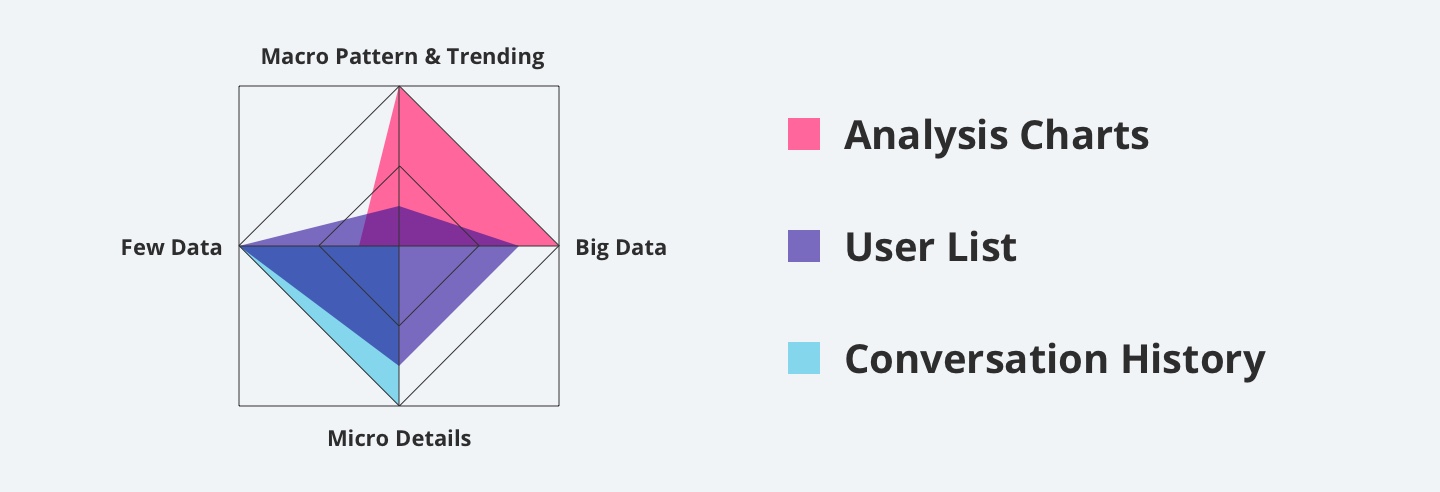 Macro Pattern & Trending
Few Data
Big Data
Micro Details
Analysis Charts
User List
Conversation History